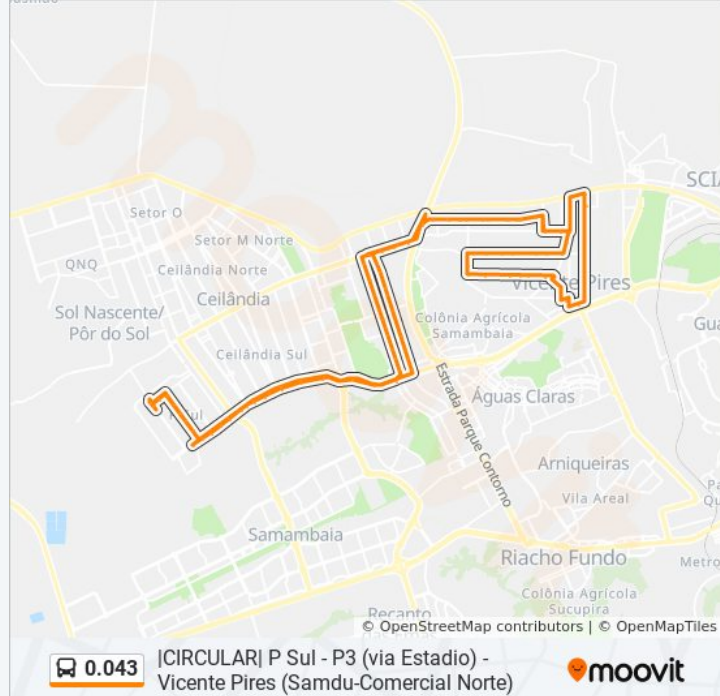 SCIA
Setor O
Setor M Norte
QNQ
Ceilândia Norte
Ceilândia
Vicente Pires
Sol Nascente/
Pôr do Sol
Colônia Agrícola
Samambaia
Gua
Ceilândia Sul
Estrada Parque Contorno
Águas Claras
P Sul
Arniqueiras
Vila Areal
Samambaia
Riacho Fundo
Metro
Colônia Agrícola
Sucupira
Recanto
© OpenStreetMap contributors | © OpenMapTiles
0.043
|CIRCULAR| P Sul - P3 (via Estadio) -
Vicente Pires (Samdu-Comercial Norte)
moovit